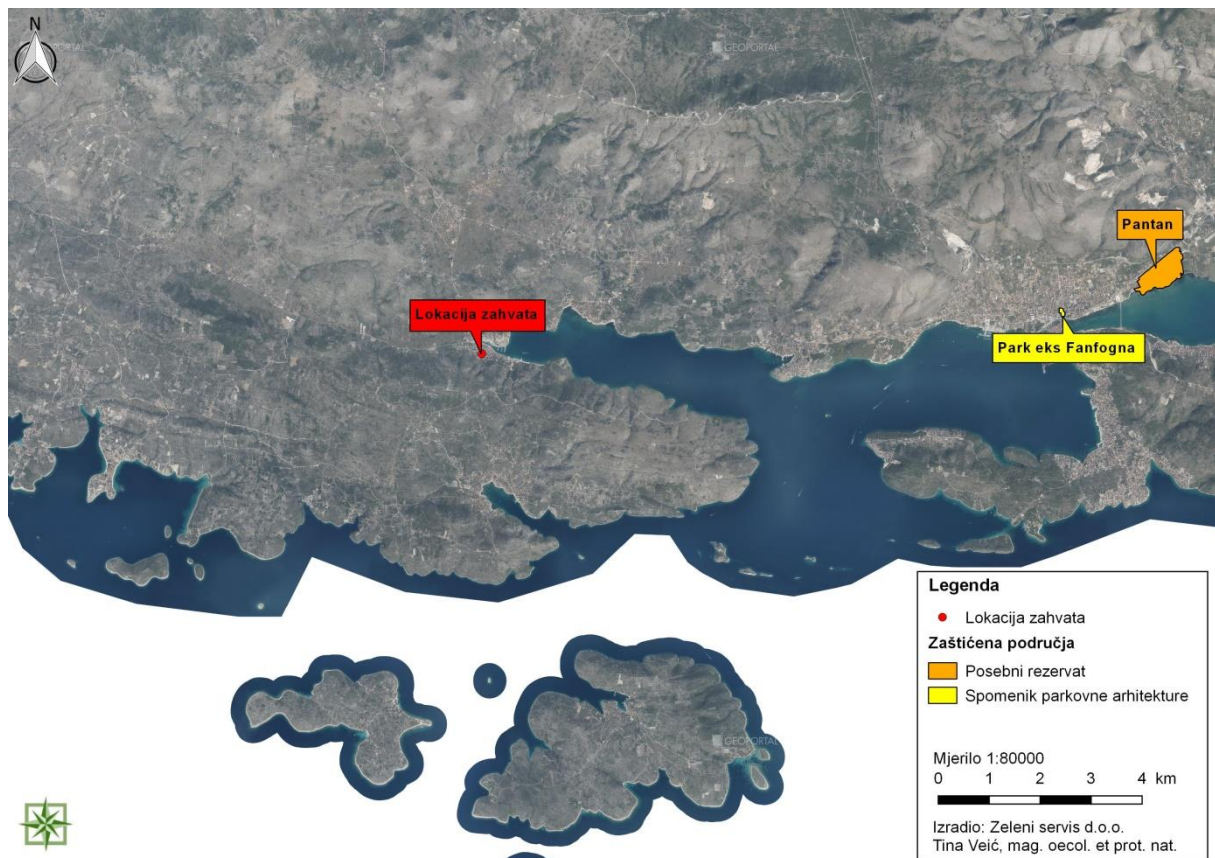 N
GEOPORTAL
GEOPORTAL
Pantan
Lokacija zahvata
Park eks Fanfogna
Legenda
Lokacija zahvata
Zaštićena područja
Posebni rezervat
Spomenik parkovne arhitekture
GEOPORTAL
Mjerilo 1:80000
0 1 2 3 4 km
Izradio: Zeleni servis d.o.o.
Tina Veić, mag. oecol. et prot. nat.